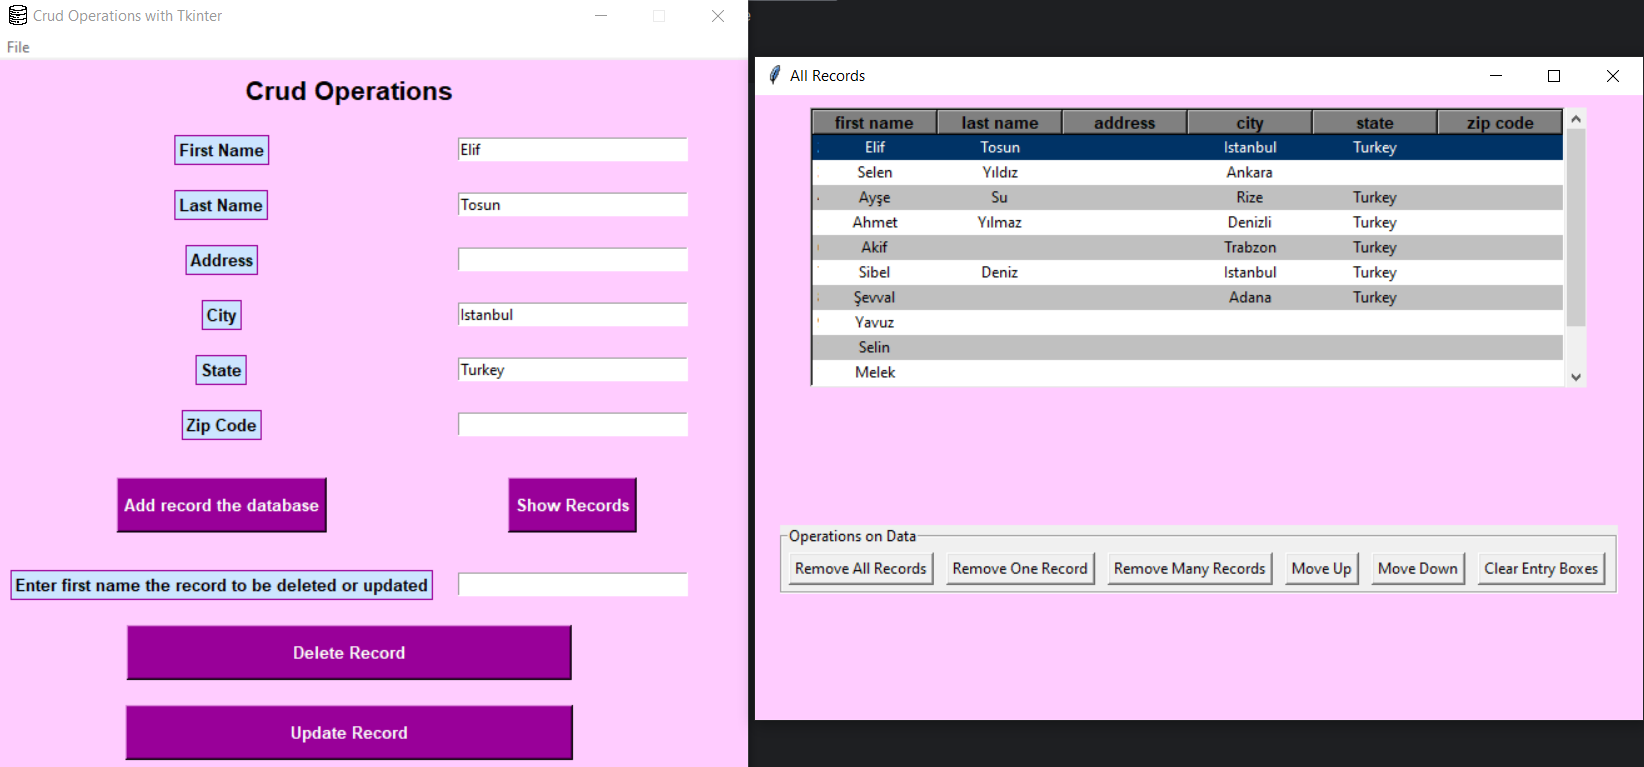 Crud Operations with Tkinter
File
Crud Operations
First Name Elif
Last Name Tosun
Address
City Istanbul
State Turkey
Zip Code
Add record the database Show Records
Enter first name the record to be deleted or updated
Delete Record
Update Record
All Records
first name last name address city state zip code
Elif Tosun Istanbul Turkey
Selen Yıldız Ankara
Ayşe Su Rize Turkey
Ahmet Yılmaz Denizli Turkey
Akif Trabzon Turkey
Sibel Deniz Istanbul Turkey
Şevval Adana Turkey
Yavuz
Selin
Melek
Operations on Data
Remove All Records Remove One Record Remove Many Records Move Up Move Down Clear Entry Boxes